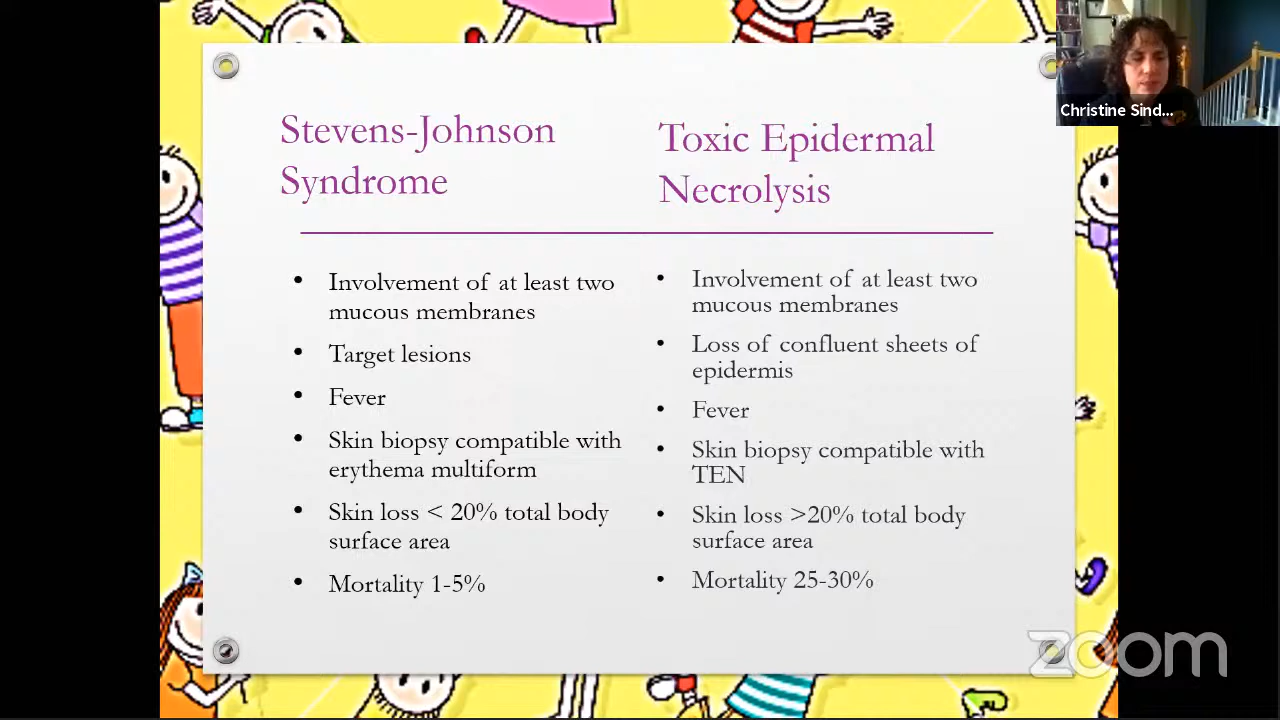 Christine Sind...
Stevens-Johnson
Syndrome
Involvement of at least two
mucous membranes
Target lesions
Fever
Skin biopsy compatible with
erythema multiform
Skin loss < 20% total body
surface area
Mortality 1-5%
Toxic Epidermal
Necrolysis
Involvement of at least two
mucous membranes
Loss of confluent sheets of
epidermis
Fever
Skin biopsy compatible with
TEN
Skin loss >20% total body
surface area
Mortality 25-30%
zoom